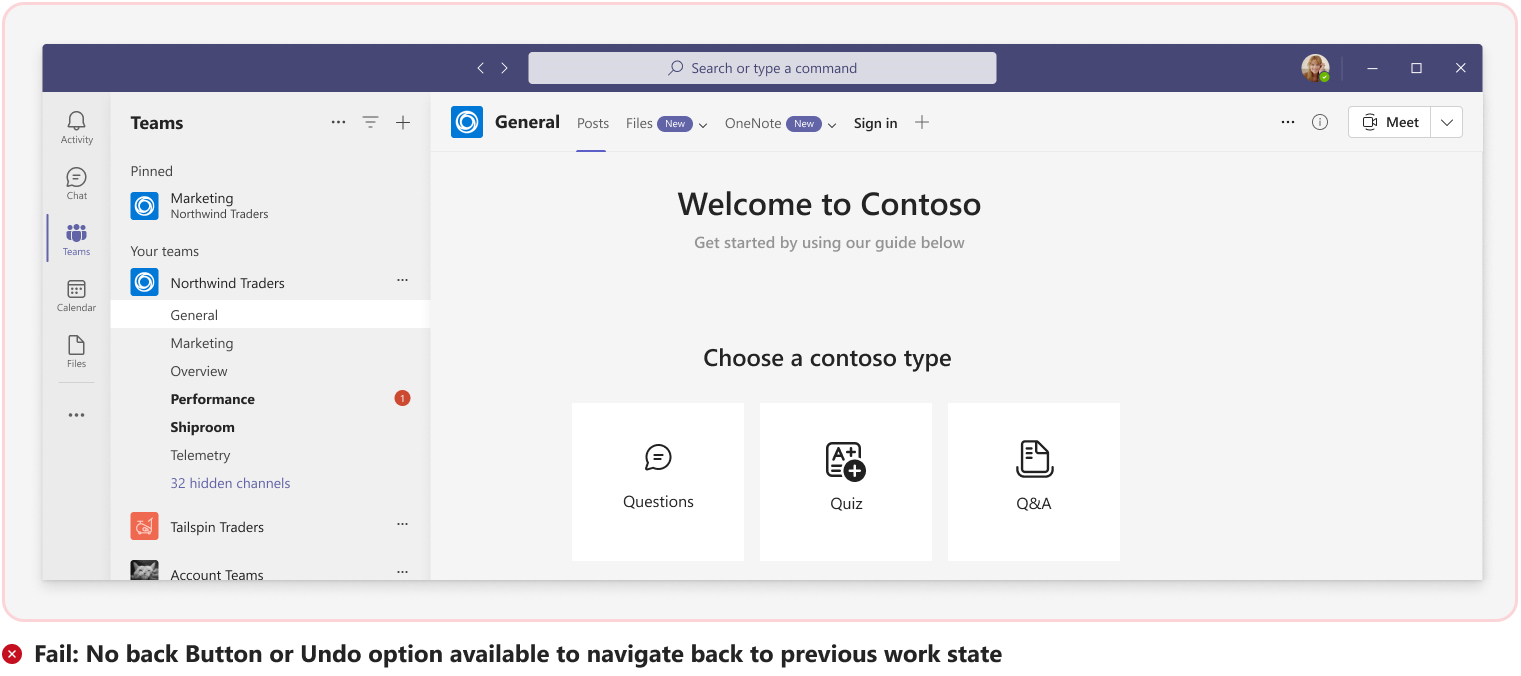 Search or type a command
Activity
Chat
Teams
Calendar
Files
Teams
Pinned
Marketing
Northwind Traders
Your teams
Northwind Traders
General
Marketing
Overview
Performance 1
Shiproom
Telemetry
32 hidden channels
Tailspin Traders
Account Teams
General Posts Files New OneNote New Sign in Meet
Welcome to Contoso
Get started by using our guide below
Choose a contoso type
Questions Quiz Q&A
Fail: No back Button or Undo option available to navigate back to previous work state